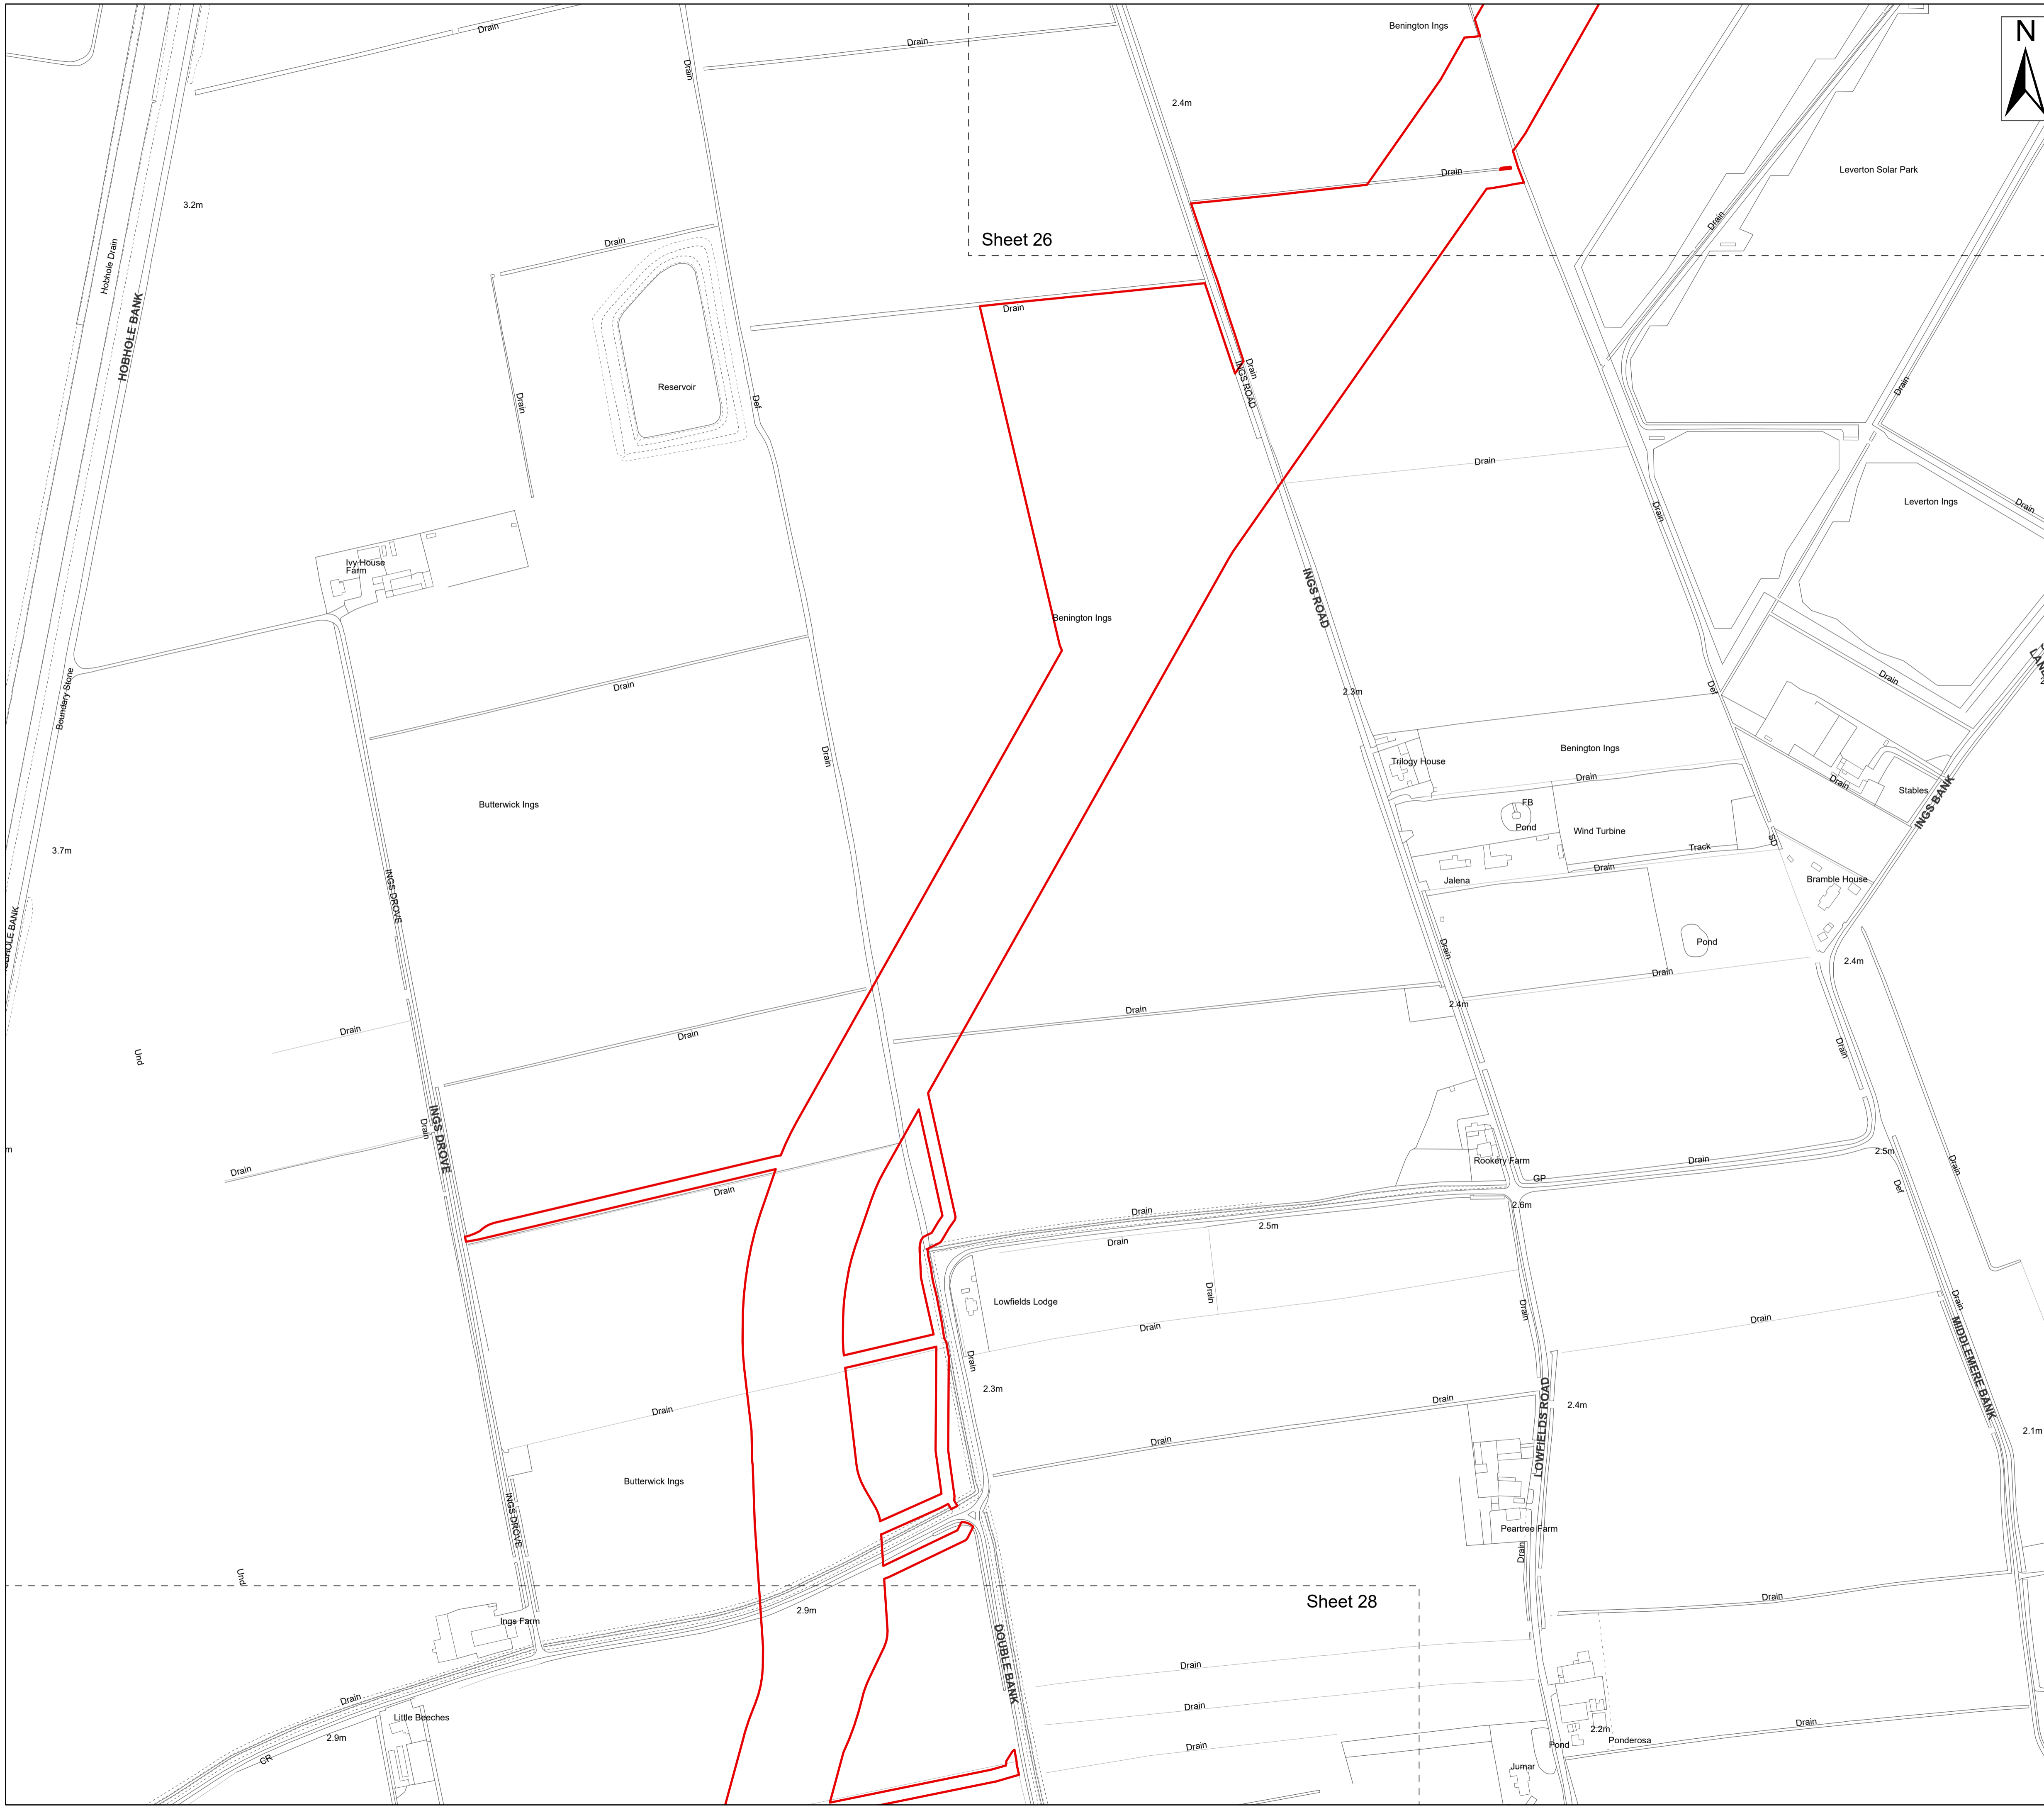 Drain
Benington Ings
N
Drain
Drain
2.4m
Drain
Leverton Solar Park
3.2m
Drain
Drain
Sheet 26
Hobhole Drain
Drain
HOBHOLE BANK
Drain
Drain
INGS ROAD
Reservoir
Drain
Def
Drain
Drain
Leverton Ings
Drain
Drain
Ivy House
Farm
INGS ROAD
Benington Ings
Boundary Stone
Drain
2.3m
Def
Drain
Drain
Trilogy House
Benington Ings
Drain
Drain
Stables
INGS BANK
Butterwick Ings
FB
Pond
Wind Turbine
3.7m
Track
SD
Drain
Jalena
Bramble House
INGS DROVE
Drain
Pond
2.4m
Drain
2.4m
Drain
Drain
Drain
Drain
Und
INGS DROVE
Drain
Drain
Drain
Rookery Farm
Drain
GP
2.5m
Drain
Def
Drain
2.6m
Drain
2.5m
Drain
Drain
Lowfields Lodge
Drain
Drain
Drain
Drain
Drain
MIDDLEMERE BANK
2.3m
LOWFIELDS ROAD
2.4m
Drain
Drain
Drain
2.1m
Butterwick Ings
INGS DROVE
Peartree Farm
Drain
Und
Sheet 28
Drain
2.9m
Ings Farm
DOUBLE BANK
Drain
Drain
Drain
Little Beeches
2.9m
CR
Drain
Drain
2.2m
Pond
Ponderosa
Jumar